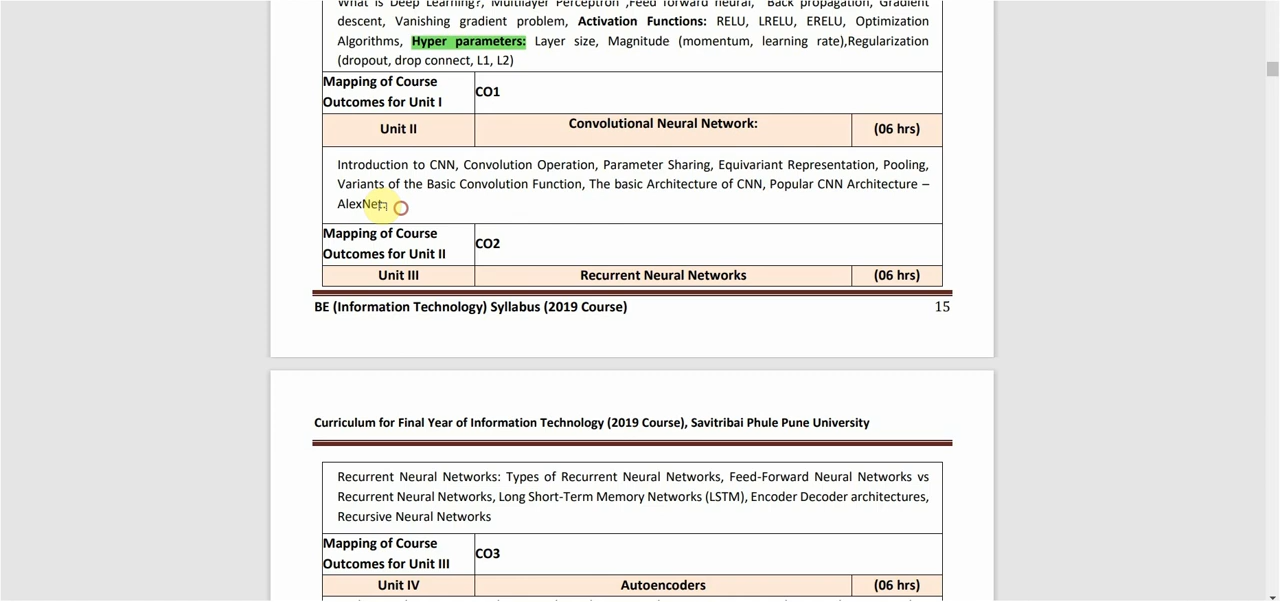 What is Deep Learning?, Multilayer Perceptron ,Feed forward neural, Back propagation, Gradient
descent, Vanishing gradient problem, Activation Functions: RELU, LRELU, ERELU, Optimization
Algorithms, Hyper parameters: Layer size, Magnitude (momentum, learning rate),Regularization
(dropout, drop connect, L1, L2)
Mapping of Course
Outcomes for Unit I
CO1
Unit II
Convolutional Neural Network:
(06 hrs)
Introduction to CNN, Convolution Operation, Parameter Sharing, Equivariant Representation, Pooling,
Variants of the Basic Convolution Function, The basic Architecture of CNN, Popular CNN Architecture –
AlexNet.
Mapping of Course
Outcomes for Unit II
CO2
Unit III
Recurrent Neural Networks
(06 hrs)
BE (Information Technology) Syllabus (2019 Course)
15
Curriculum for Final Year of Information Technology (2019 Course), Savitribai Phule Pune University
Recurrent Neural Networks: Types of Recurrent Neural Networks, Feed-Forward Neural Networks vs
Recurrent Neural Networks, Long Short-Term Memory Networks (LSTM), Encoder Decoder architectures,
Recursive Neural Networks
Mapping of Course
Outcomes for Unit III
CO3
Unit IV
Autoencoders
(06 hrs)